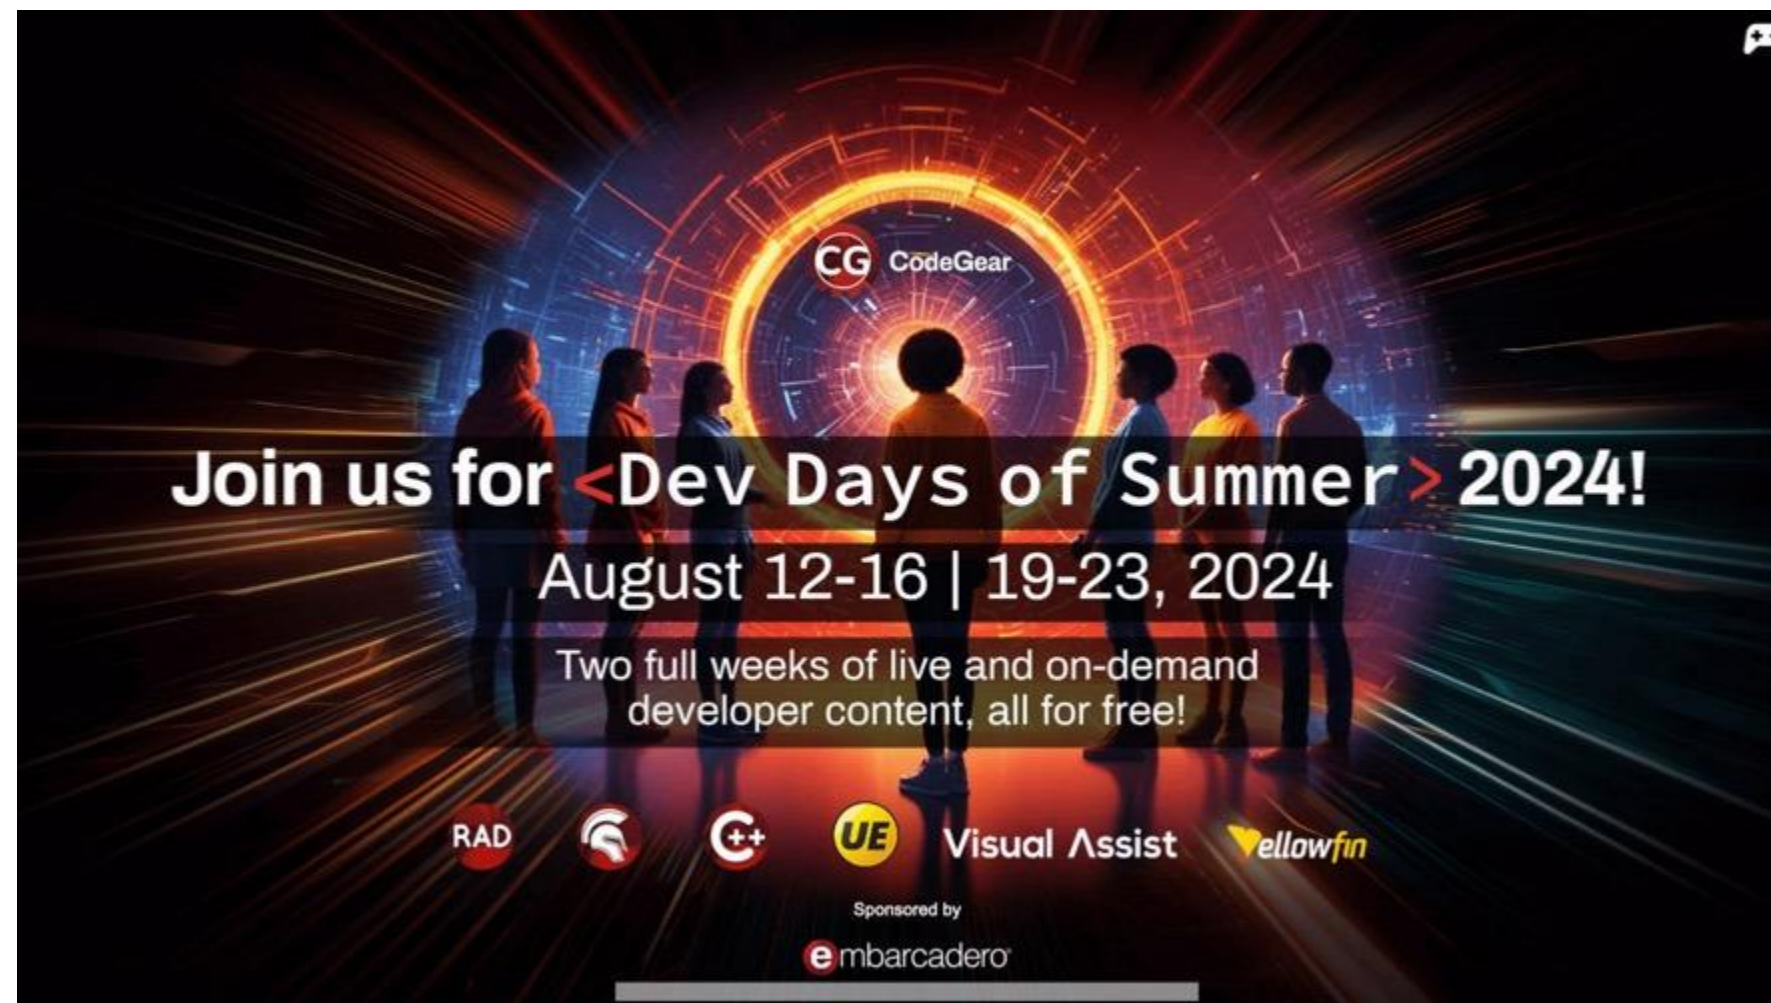 CG CodeGear
Join us for <Dev Days of Summer> 2024!
August 12-16 | 19-23, 2024
Two full weeks of live and on-demand
developer content, all for free!
RAD C++ UE Visual Assist Yellowfin
Sponsored by
embarcadero